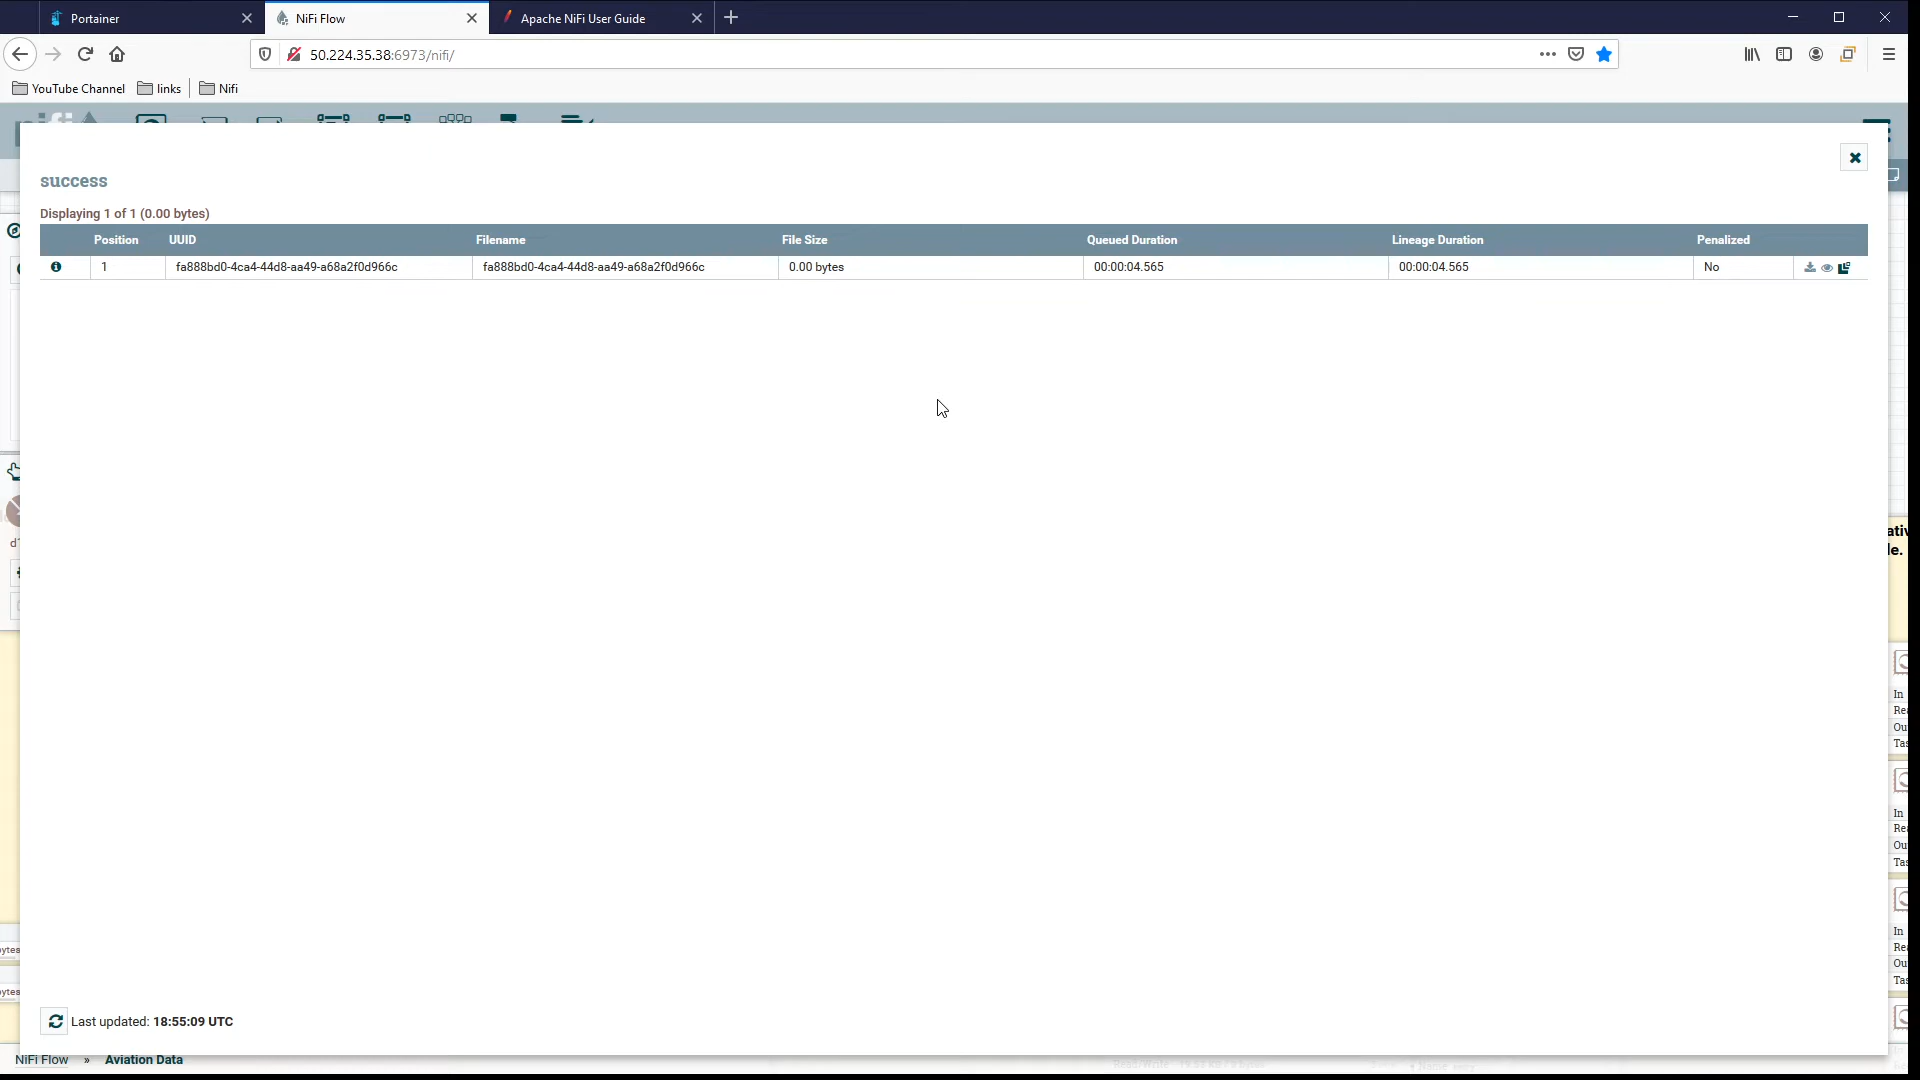 Portainer
NiFi Flow
Apache NiFi User Guide
50.224.35.38:6973/nifi/
YouTube Channel
links
Nifi
success
Displaying 1 of 1 (0.00 bytes)
Position UUID Filename File Size Queued Duration Lineage Duration Penalized
1 fa888bd0-4ca4-44d8-aa49-a68a2f0d966c fa888bd0-4ca4-44d8-aa49-a68a2f0d966c 0.00 bytes 00:00:04.565 00:00:04.565 No
In
In
In
Last updated: 18:55:09 UTC
NiFi Flow » Aviation Data